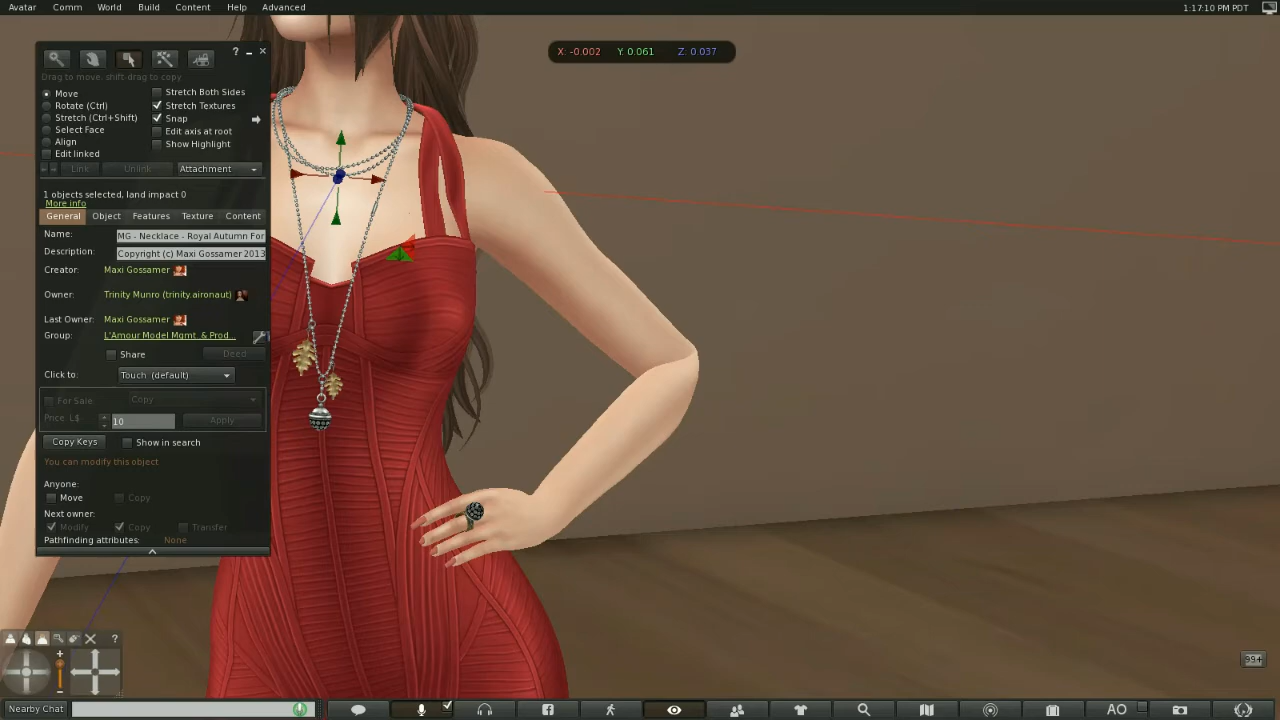 Avatar Comm World Build Content Help Advanced 1:17:10 PM PDT
X: -0.002 Y: 0.061 Z: 0.037
?
Drag to move, shift-drag to copy
Move
Rotate (Ctrl)
Stretch (Ctrl+Shift)
Select Face
Align
Edit linked
Stretch Both Sides
Stretch Textures
Snap
Edit axis at root
Show Highlight
Link Unlink Attachment
1 objects selected, land impact 0
More info
General Object Features Texture Content
Name: MG - Necklace - Royal Autumn For
Description: Copyright (c) Maxi Gossamer 2013
Creator: Maxi Gossamer
Owner: Trinity Munro (trinity.aironaut)
Last Owner: Maxi Gossamer
Group: L'Amour Model Mgmt. & Prod...
Share Deed
Click to: Touch (default)
For Sale: Copy
Price: L$ 10 Apply
Copy Keys Show in search
You can modify this object
Anyone:
Move Copy
Next owner:
Modify Copy Transfer
Pathfinding attributes: None
?
99+
Nearby Chat
AO